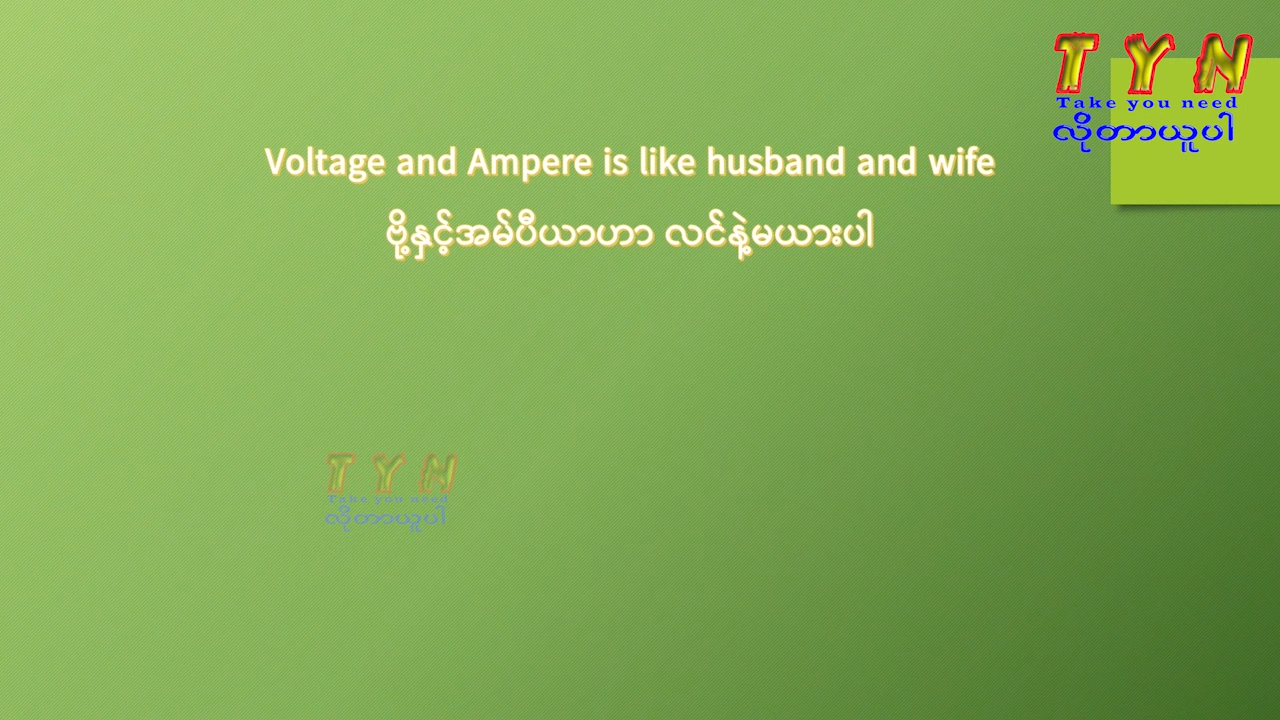 T Y N
Take you need
လိုတာယူပါ
Voltage and Ampere is like husband and wife
ဗို့နှင့်အမ်ပီယာဟာ လင်နဲ့မယားပါ
T Y N
Take you need
လိုတာယူပါ